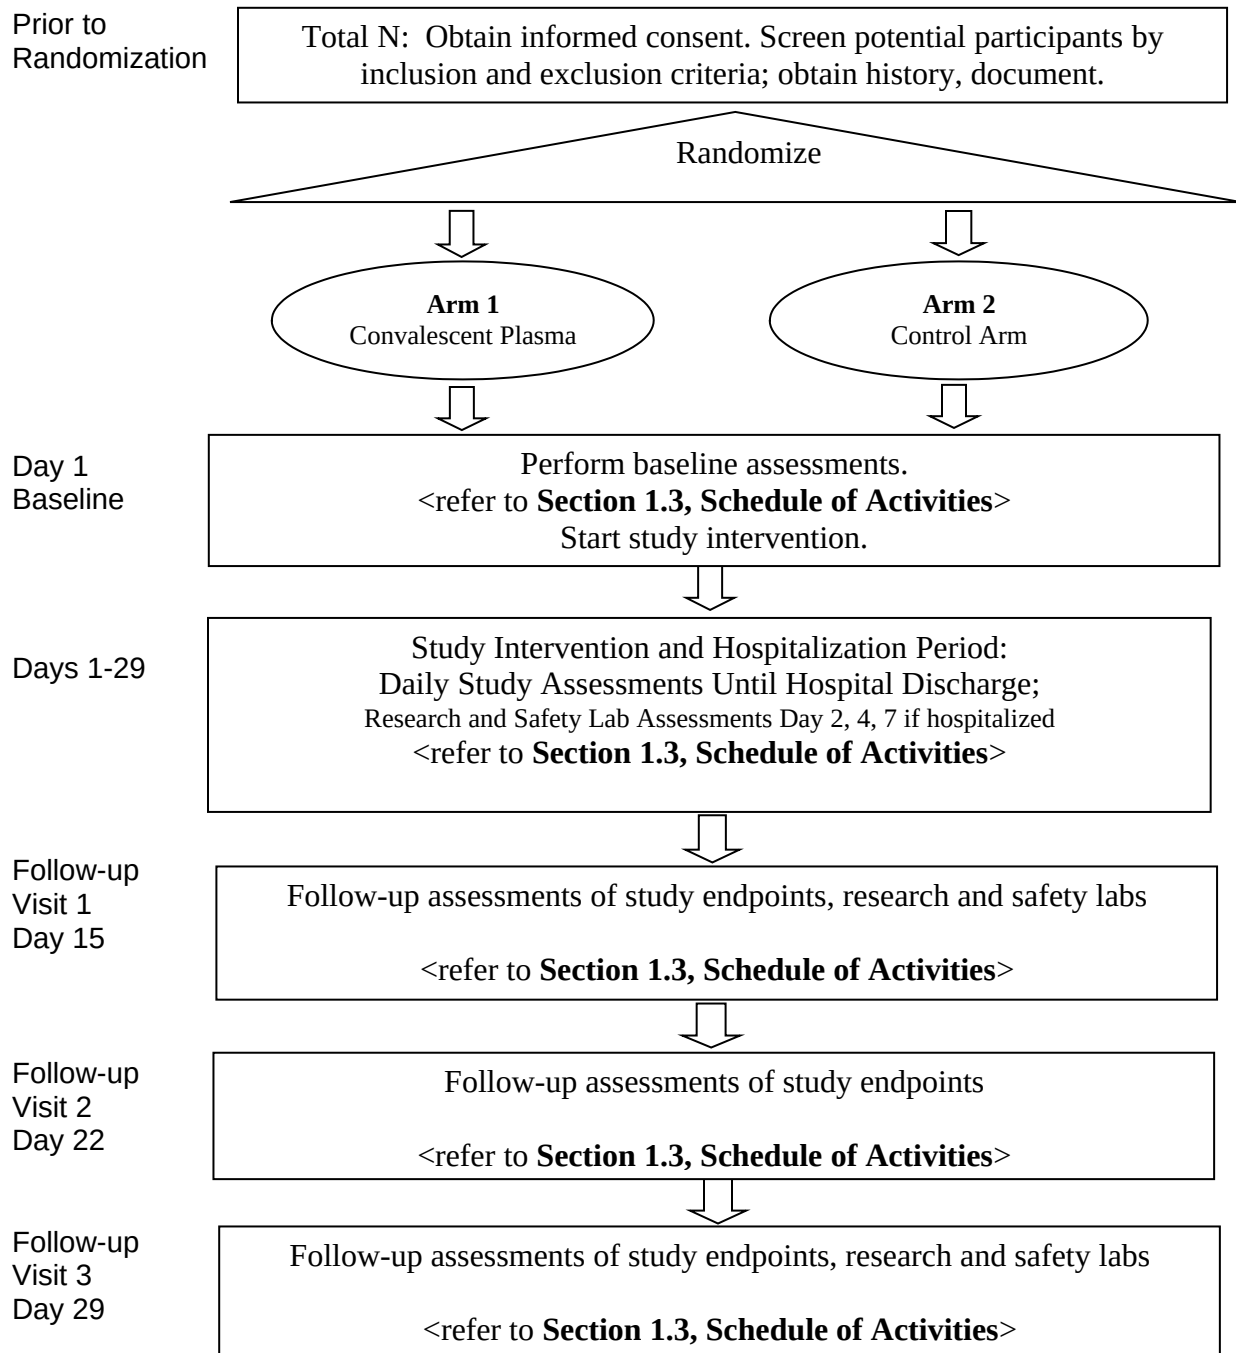 Prior to
Randomization
Total N:  Obtain informed consent. Screen potential participants by
inclusion and exclusion criteria; obtain history, document.
Randomize
Arm 1
Convalescent Plasma
Arm 2
Control Arm
Day 1
Baseline
Perform baseline assessments.
<refer to Section 1.3, Schedule of Activities>
Start study intervention.
Days 1-29
Study Intervention and Hospitalization Period:
Daily Study Assessments Until Hospital Discharge;
Research and Safety Lab Assessments Day 2, 4, 7 if hospitalized
<refer to Section 1.3, Schedule of Activities>
Follow-up
Visit 1
Day 15
Follow-up assessments of study endpoints, research and safety labs
<refer to Section 1.3, Schedule of Activities>
Follow-up
Visit 2
Day 22
Follow-up assessments of study endpoints
<refer to Section 1.3, Schedule of Activities>
Follow-up
Visit 3
Day 29
Follow-up assessments of study endpoints, research and safety labs
<refer to Section 1.3, Schedule of Activities>